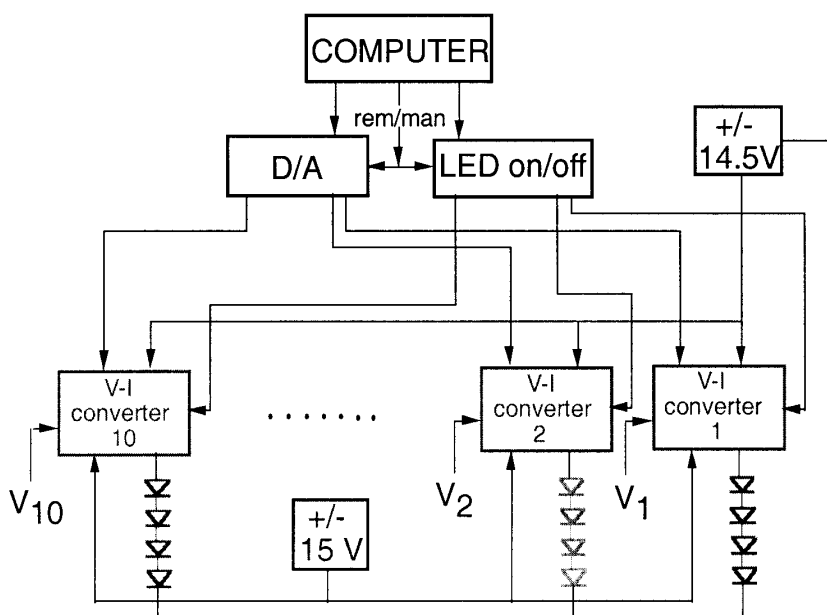 COMPUTER
rem/man
+/-
14.5V
D/A
LED on/off
V-I
converter
10
V-I
converter
2
V-I
converter
1
.......
V10
V2
V1
+/-
15 V